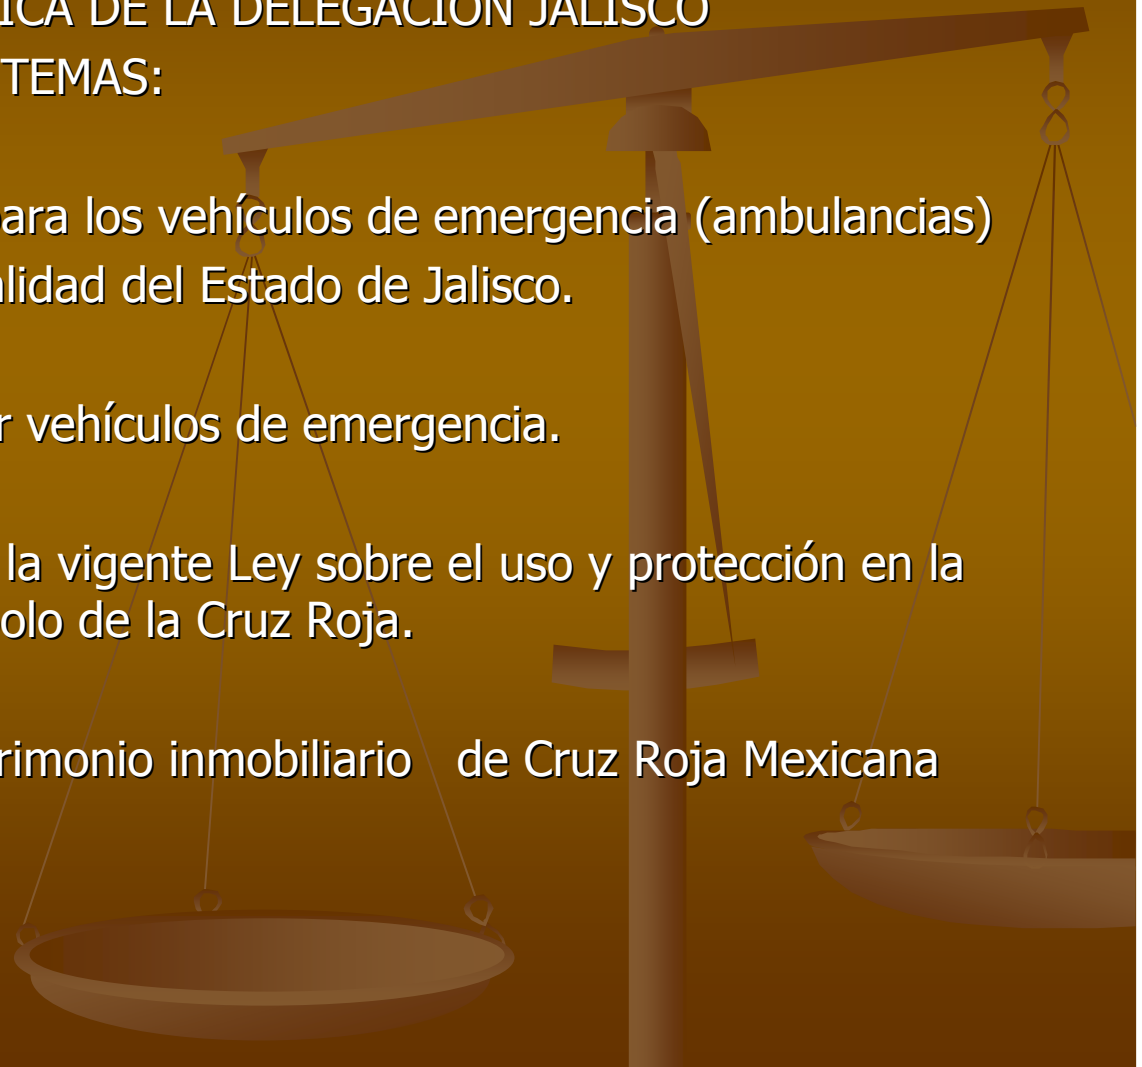 ICA DE LA DELEGACIÓN JALISCO
TEMAS:
para los vehículos de emergencia (ambulancias)
alidad del Estado de Jalisco.
r vehículos de emergencia.
la vigente Ley sobre el uso y protección en la
olo de la Cruz Roja.
rimonio inmobiliario de Cruz Roja Mexicana